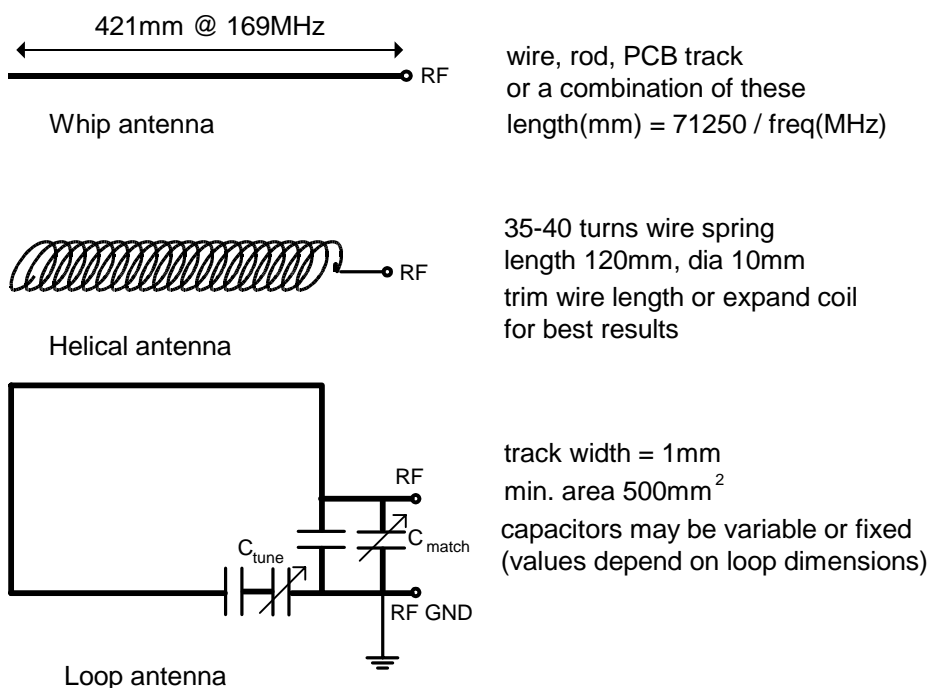 421mm @ 169MHz
RF
Whip antenna
wire, rod, PCB track
or a combination of these
length(mm) = 71250 / freq(MHz)
RF
Helical antenna
35-40 turns wire spring
length 120mm, dia 10mm
trim wire length or expand coil
for best results
RF
C match
C tune
RF GND
Loop antenna
track width = 1mm
min. area 500mm²
capacitors may be variable or fixed
(values depend on loop dimensions)